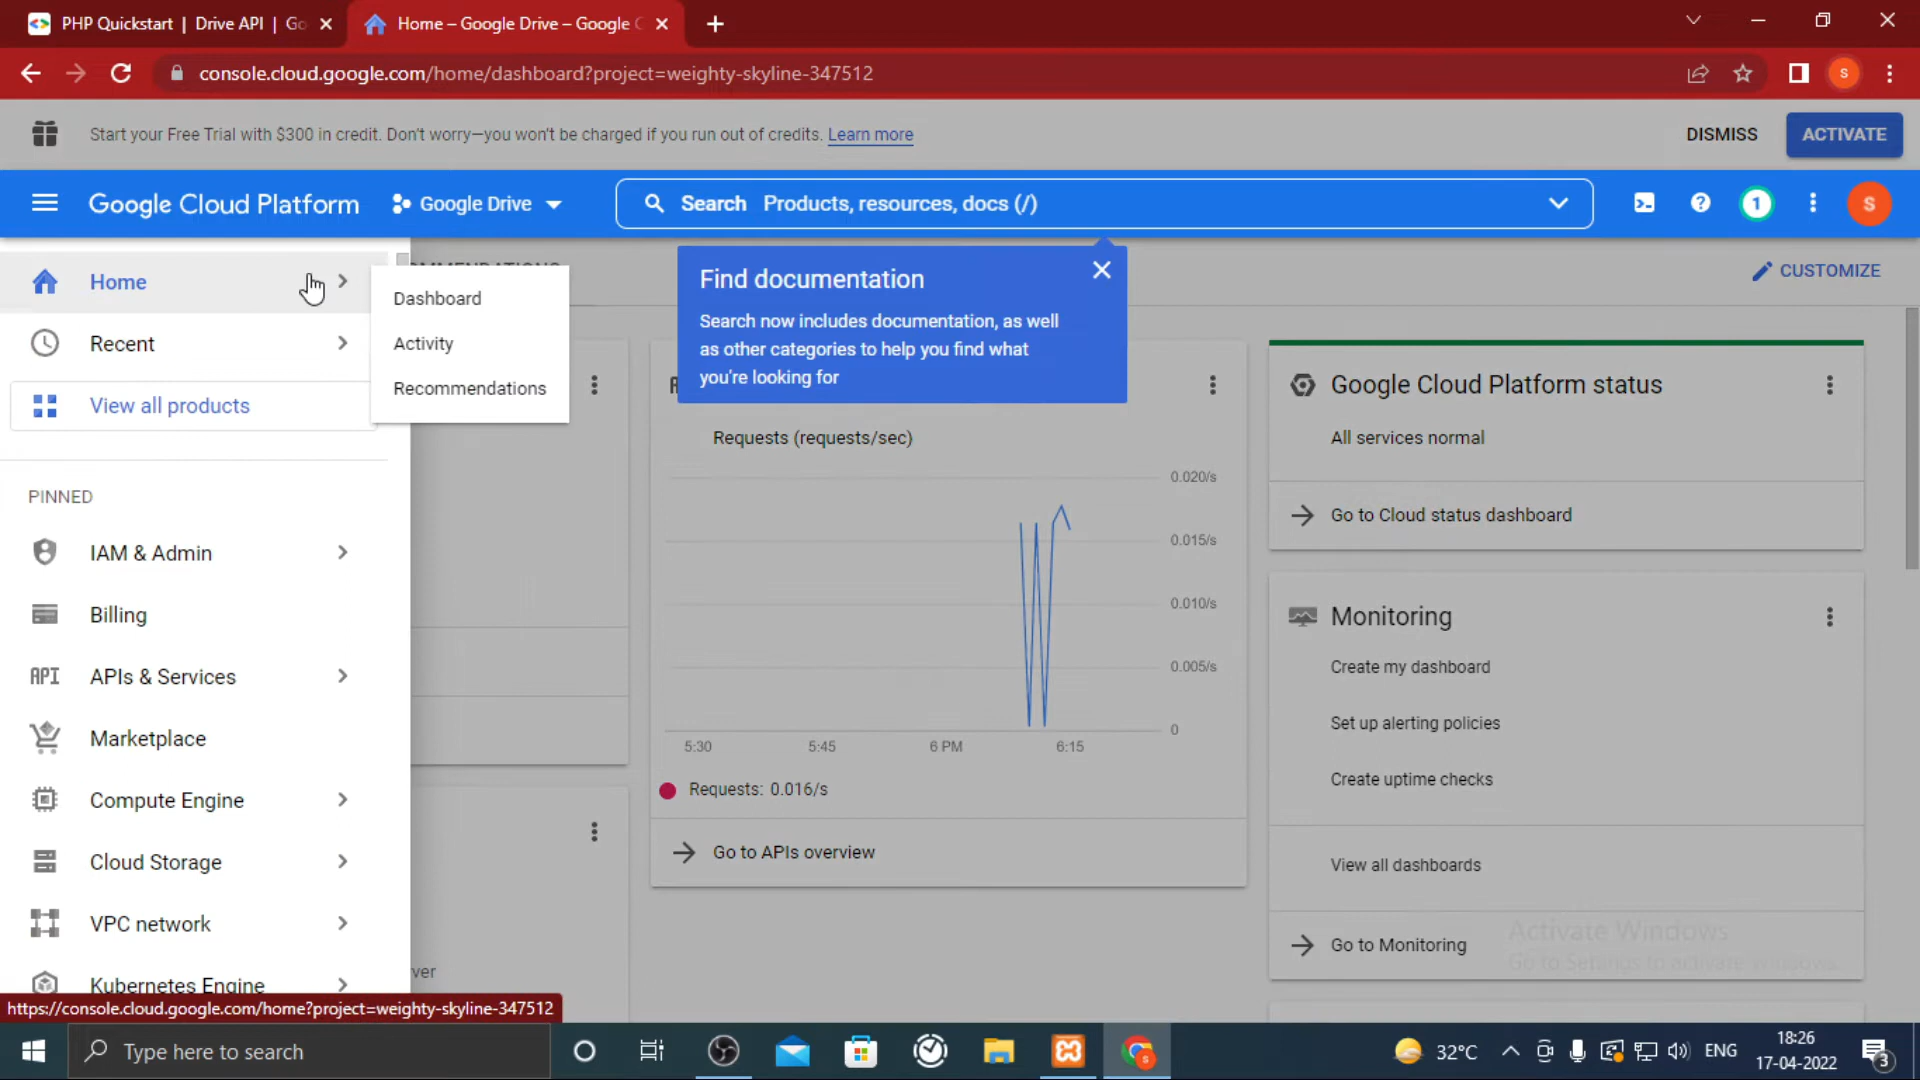 PHP Quickstart | Drive API | Go
Home – Google Drive – Google C
console.cloud.google.com/home/dashboard?project=weighty-skyline-347512
S
Start your Free Trial with $300 in credit. Don't worry—you won't be charged if you run out of credits. Learn more
DISMISS
ACTIVATE
Google Cloud Platform
Google Drive
Search Products, resources, docs (/)
1
S
Home
Recent
View all products
PINNED
IAM & Admin
Billing
API APIs & Services
Marketplace
Compute Engine
Cloud Storage
VPC network
Kubernetes Engine
Dashboard
Activity
Recommendations
Find documentation
Search now includes documentation, as well
as other categories to help you find what
you're looking for
CUSTOMIZE
Requests (requests/sec)
0.020/s
0.015/s
0.010/s
0.005/s
0
5:30 5:45 6 PM 6:15
Requests: 0.016/s
Go to APIs overview
Google Cloud Platform status
All services normal
Go to Cloud status dashboard
Monitoring
Create my dashboard
Set up alerting policies
Create uptime checks
View all dashboards
Go to Monitoring
Activate Windows
Go to Settings to activate Windows.
ver
https://console.cloud.google.com/home?project=weighty-skyline-347512
Type here to search
32°C
ENG
18:26
17-04-2022
3